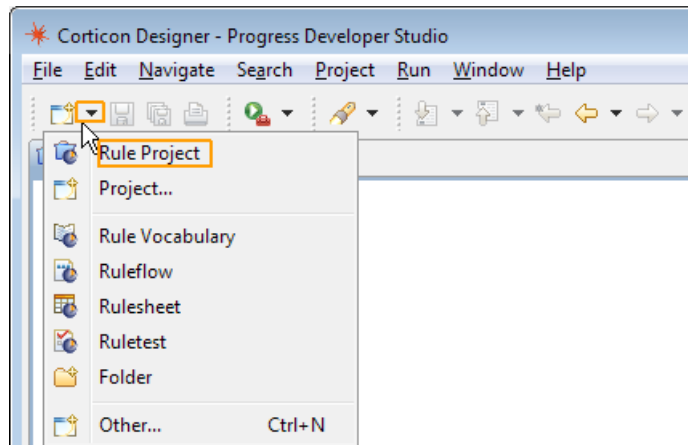 Corticon Designer - Progress Developer Studio
File Edit Navigate Search Project Run Window Help
Rule Project
Project...
Rule Vocabulary
Ruleflow
Rulesheet
Ruletest
Folder
Other... Ctrl+N